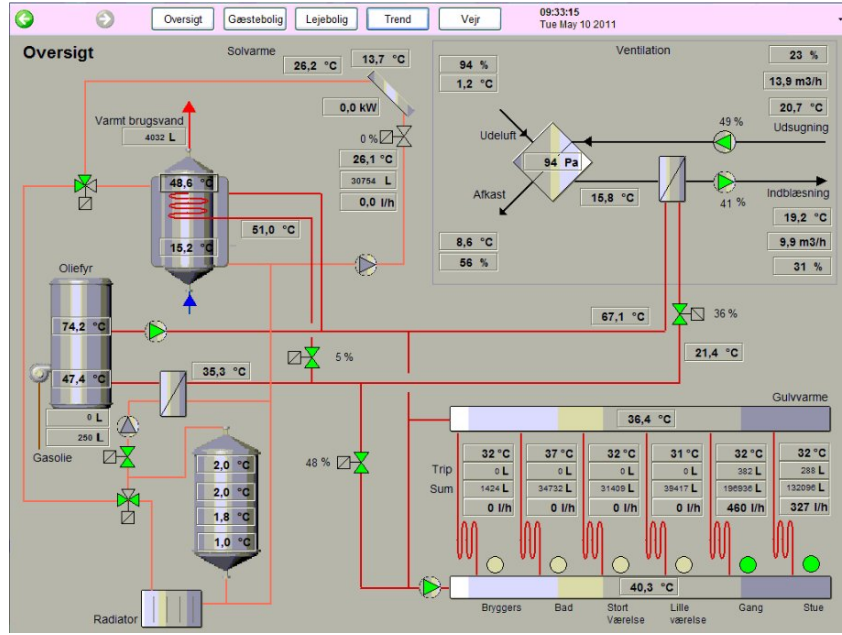 Oversigt Gæstebolig Lejebolig Trend Vejr
09:33:15
Tue May 10 2011
Oversigt
Solvarme
26,2 °C
13,7 °C
0,0 kW
0 %
26,1 °C
30754 L
0,0 l/h
Varmt brugsvand
4032 L
48,6 °C
15,2 °C
51,0 °C
Ventilation
94 %
1,2 °C
23 %
13,9 m3/h
20,7 °C
Udsugning
49 %
Udeluft
94 Pa
Afkast
15,8 °C
41 %
Indblæsning
19,2 °C
9,9 m3/h
31 %
8,6 °C
56 %
Oliefyr
74,2 °C
47,4 °C
0 L
250 L
Gasolie
35,3 °C
5 %
67,1 °C
36 %
21,4 °C
48 %
2,0 °C
2,0 °C
1,8 °C
1,0 °C
Radiator
Gulvvarme
36,4 °C
32 °C 37 °C 32 °C 31 °C 32 °C 32 °C
Trip 0 L 0 L 0 L 0 L 382 L 288 L
Sum 1424 L 34732 L 31409 L 39417 L 196936 L 132096 L
0 l/h 0 l/h 0 l/h 0 l/h 460 l/h 327 l/h
40,3 °C
Bryggers Bad Stort Lille Gang Stue
Værelse værelse